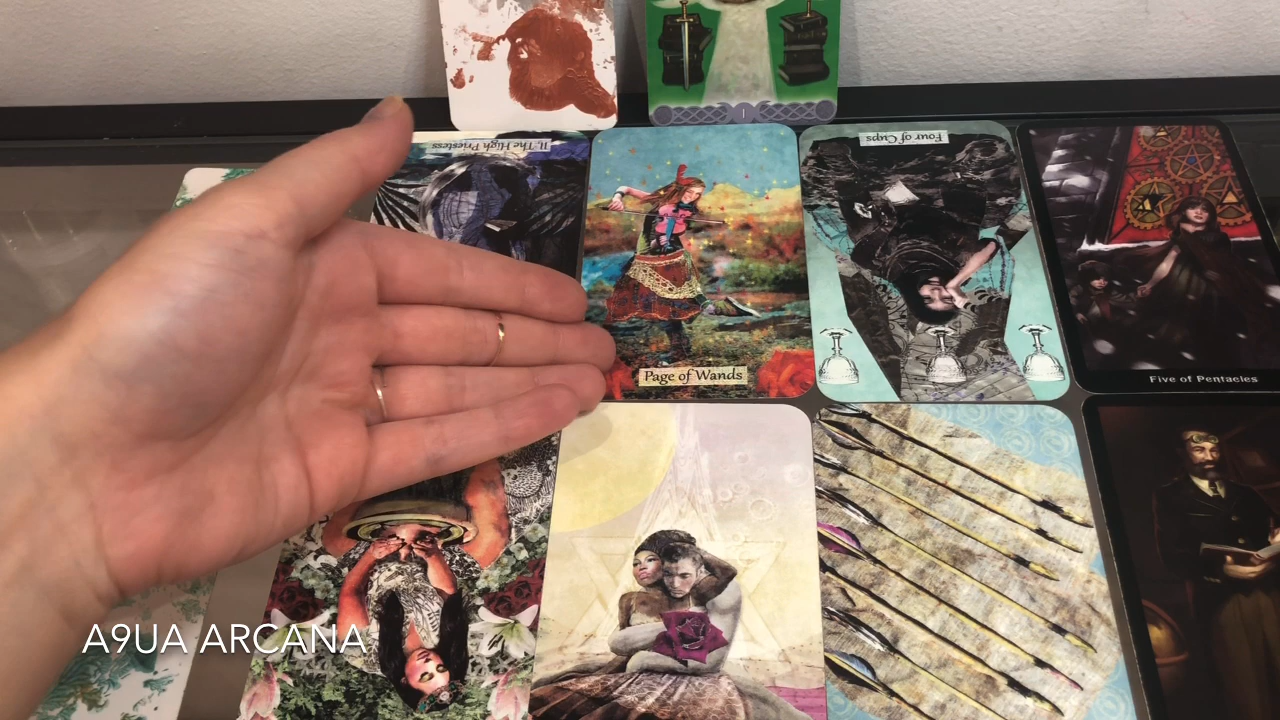 I
II. The High Priestess
Four of Cups
Page of Wands
Five of Pentacles
A9UA ARCANA